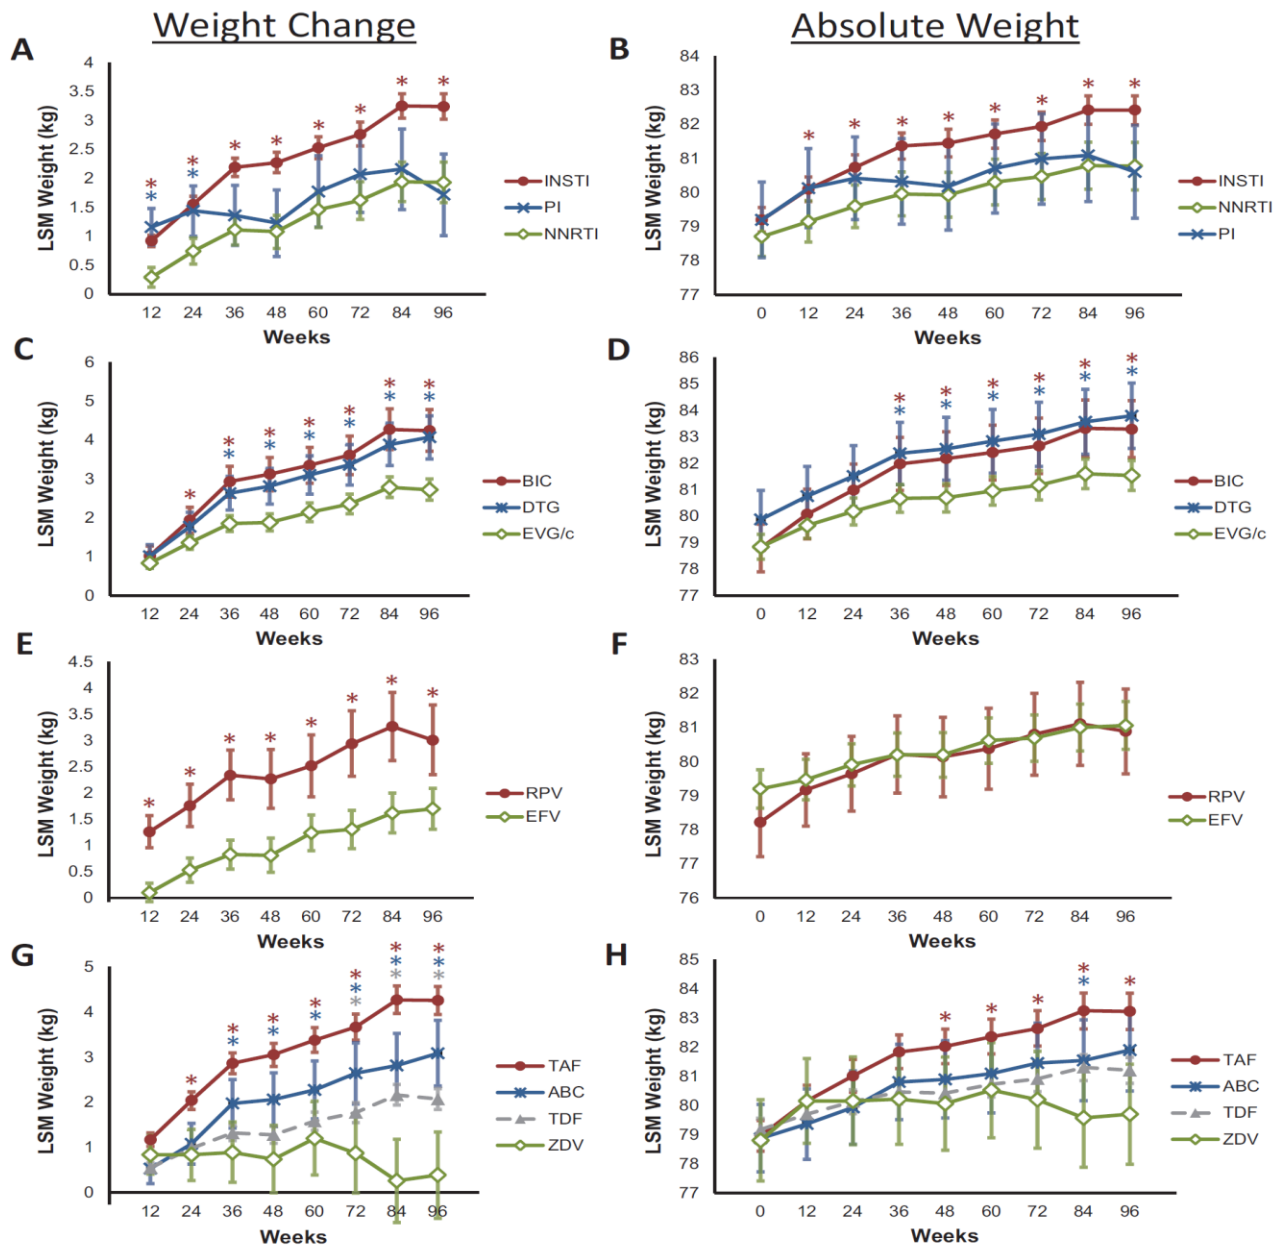 Weight Change
Absolute Weight
A
LSM Weight (kg)
4
3.5
3
2.5
2
1.5
1
0.5
0
* * * * * * * *
* *
12 24 36 48 60 72 84 96
Weeks
INSTI
PI
NNRTI
B
LSM Weight (kg)
84
83
82
81
80
79
78
77
* * * * * * * *
0 12 24 36 48 60 72 84 96
Weeks
INSTI
NNRTI
PI
C
LSM Weight (kg)
6
5
4
3
2
1
0
* * * * * * *
* * * * * *
12 24 36 48 60 72 84 96
Weeks
BIC
DTG
EVG/c
D
LSM Weight (kg)
86
85
84
83
82
81
80
79
78
77
* * * * * *
* * * * * *
0 12 24 36 48 60 72 84 96
Weeks
BIC
DTG
EVG/c
E
LSM Weight (kg)
4.5
4
3.5
3
2.5
2
1.5
1
0.5
0
* * * * * * * *
12 24 36 48 60 72 84 96
Weeks
RPV
EFV
F
LSM Weight (kg)
83
82
81
80
79
78
77
76
0 12 24 36 48 60 72 84 96
Weeks
RPV
EFV
G
LSM Weight (kg)
5
4
3
2
1
0
* * * * * * *
* * * * * *
* * *
12 24 36 48 60 72 84 96
Weeks
TAF
ABC
TDF
ZDV
H
LSM Weight (kg)
85
84
83
82
81
80
79
78
77
* * * * *
*
0 12 24 36 48 60 72 84 96
Weeks
TAF
ABC
TDF
ZDV